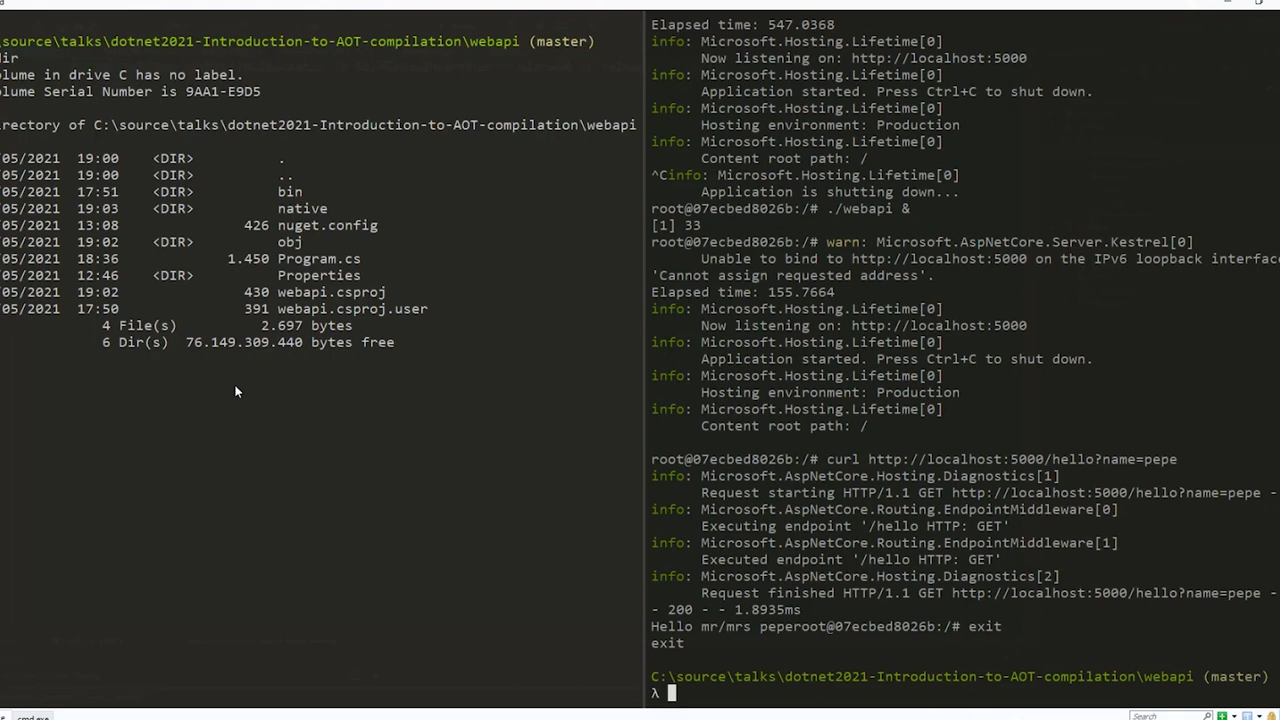 \source\talks\dotnet2021-Introduction-to-AOT-compilation\webapi (master)
dir
olume in drive C has no label.
olume Serial Number is 9AA1-E9D5
irectory of C:\source\talks\dotnet2021-Introduction-to-AOT-compilation\webapi
/05/2021  19:00    <DIR>          .
/05/2021  19:00    <DIR>          ..
/05/2021  17:51    <DIR>          bin
/05/2021  19:03    <DIR>          native
/05/2021  13:08               426 nuget.config
/05/2021  19:02    <DIR>          obj
/05/2021  18:36             1.450 Program.cs
/05/2021  12:46    <DIR>          Properties
/05/2021  19:02               430 webapi.csproj
/05/2021  17:50               391 webapi.csproj.user
4 File(s)          2.697 bytes
6 Dir(s)  76.149.309.440 bytes free
cmd.exe
Elapsed time: 547.0368
info: Microsoft.Hosting.Lifetime[0]
Now listening on: http://localhost:5000
info: Microsoft.Hosting.Lifetime[0]
Application started. Press Ctrl+C to shut down.
info: Microsoft.Hosting.Lifetime[0]
Hosting environment: Production
info: Microsoft.Hosting.Lifetime[0]
Content root path: /
^Cinfo: Microsoft.Hosting.Lifetime[0]
Application is shutting down...
root@07ecbed8026b:/# ./webapi &
[1] 33
root@07ecbed8026b:/# warn: Microsoft.AspNetCore.Server.Kestrel[0]
Unable to bind to http://localhost:5000 on the IPv6 loopback interfac
'Cannot assign requested address'.
Elapsed time: 155.7664
info: Microsoft.Hosting.Lifetime[0]
Now listening on: http://localhost:5000
info: Microsoft.Hosting.Lifetime[0]
Application started. Press Ctrl+C to shut down.
info: Microsoft.Hosting.Lifetime[0]
Hosting environment: Production
info: Microsoft.Hosting.Lifetime[0]
Content root path: /
root@07ecbed8026b:/# curl http://localhost:5000/hello?name=pepe
info: Microsoft.AspNetCore.Hosting.Diagnostics[1]
Request starting HTTP/1.1 GET http://localhost:5000/hello?name=pepe -
info: Microsoft.AspNetCore.Routing.EndpointMiddleware[0]
Executing endpoint '/hello HTTP: GET'
info: Microsoft.AspNetCore.Routing.EndpointMiddleware[1]
Executed endpoint '/hello HTTP: GET'
info: Microsoft.AspNetCore.Hosting.Diagnostics[2]
Request finished HTTP/1.1 GET http://localhost:5000/hello?name=pepe -
- 200 - - 1.8935ms
Hello mr/mrs peperoot@07ecbed8026b:/# exit
exit
C:\source\talks\dotnet2021-Introduction-to-AOT-compilation\webapi (master)
λ
Search